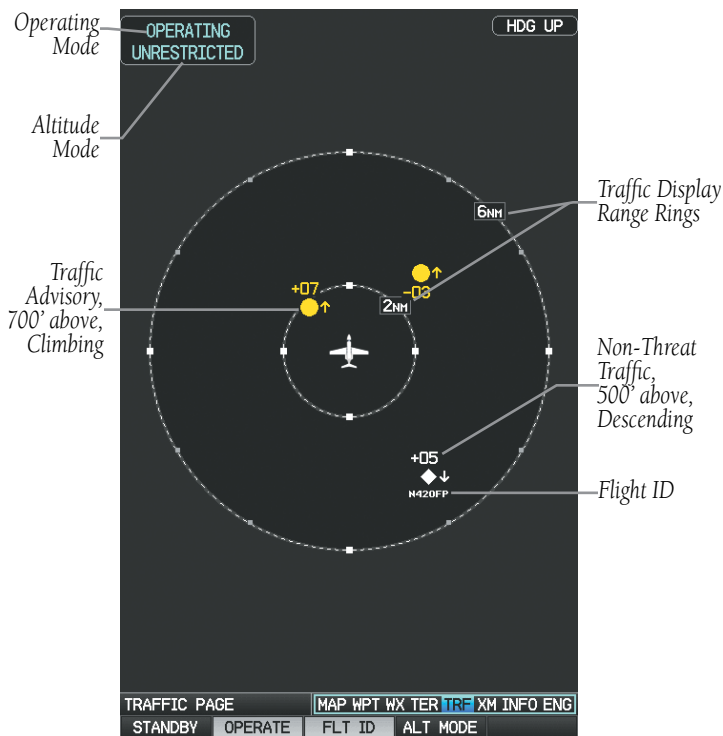 Operating
Mode
OPERATING
UNRESTRICTED
HDG UP
Altitude
Mode
6NM
Traffic Display
Range Rings
Traffic
Advisory,
700' above,
Climbing
+07
↑
↑
-03
2NM
Non-Threat
Traffic,
500' above,
Descending
+05
↓
N420FP
Flight ID
TRAFFIC PAGE
MAP WPT WX TER TRF XM INFO ENG
STANDBY OPERATE FLT ID ALT MODE